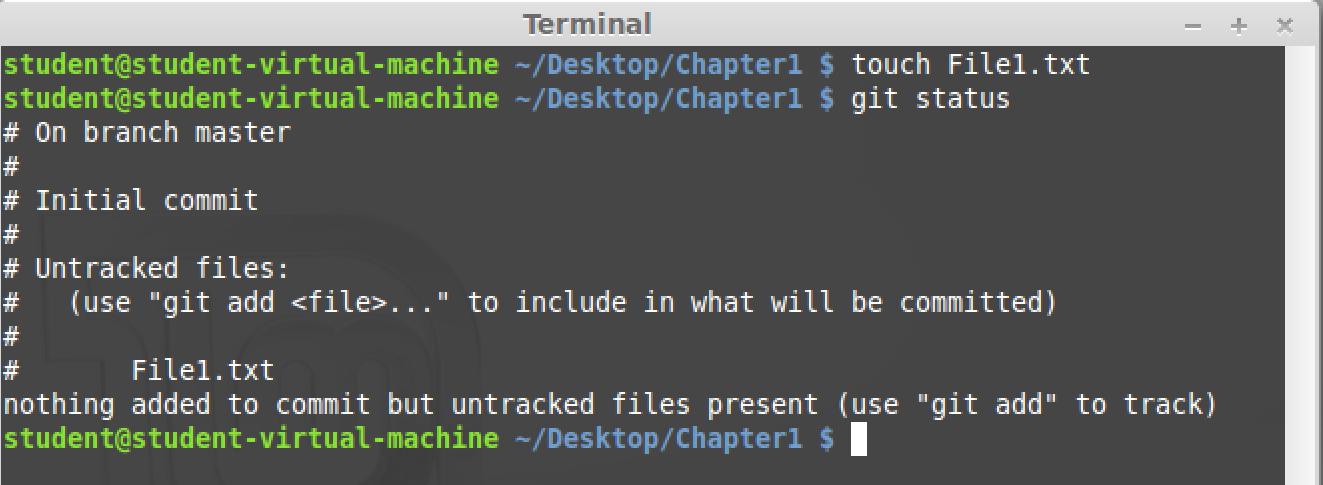 Terminal
student@student-virtual-machine ~/Desktop/Chapter1 $ touch File1.txt
student@student-virtual-machine ~/Desktop/Chapter1 $ git status
# On branch master
#
# Initial commit
#
# Untracked files:
#   (use "git add <file>..." to include in what will be committed)
#
#       File1.txt
nothing added to commit but untracked files present (use "git add" to track)
student@student-virtual-machine ~/Desktop/Chapter1 $